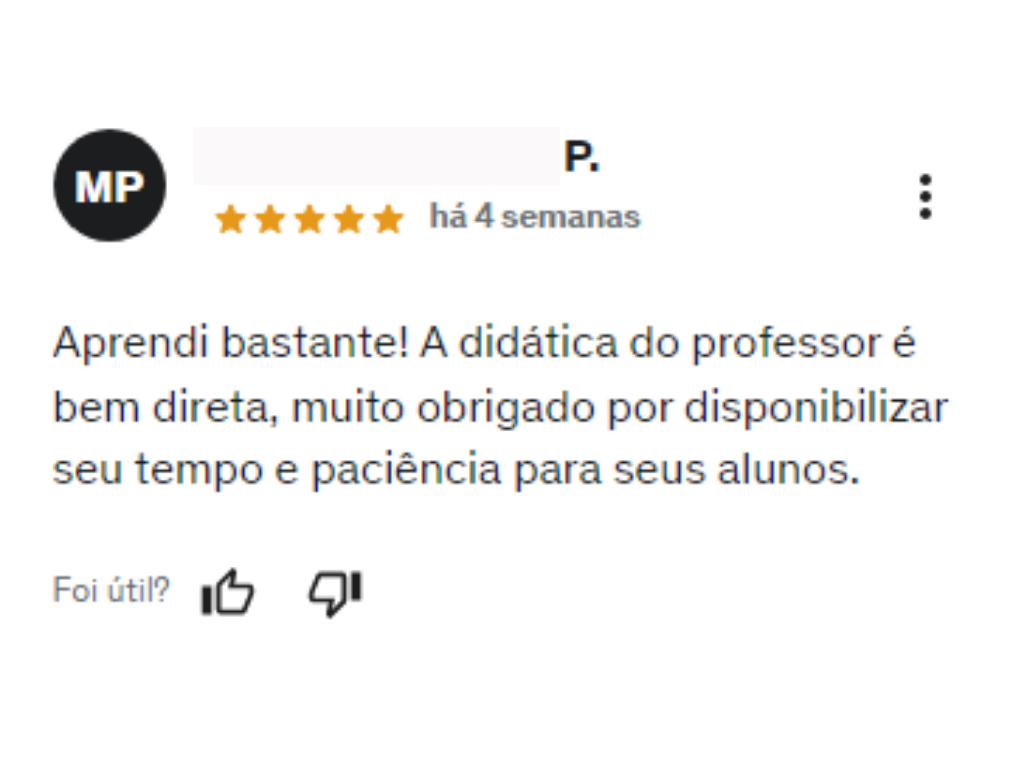 MP
P.
há 4 semanas
Aprendi bastante! A didática do professor é
bem direta, muito obrigado por disponibilizar
seu tempo e paciência para seus alunos.
Foi útil?